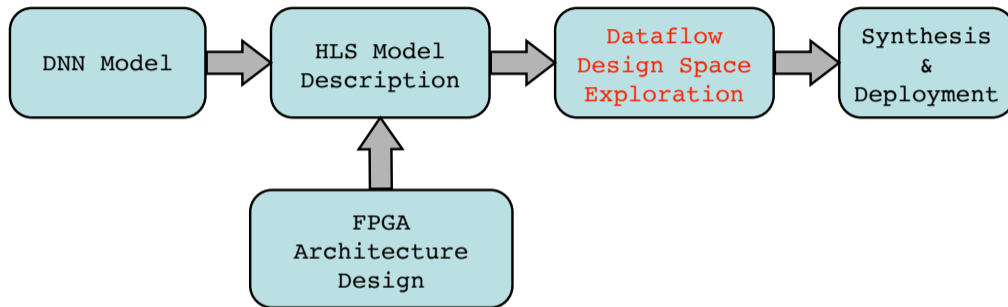 DNN Model
HLS Model
Description
Dataflow
Design Space
Exploration
Synthesis
&
Deployment
FPGA
Architecture
Design